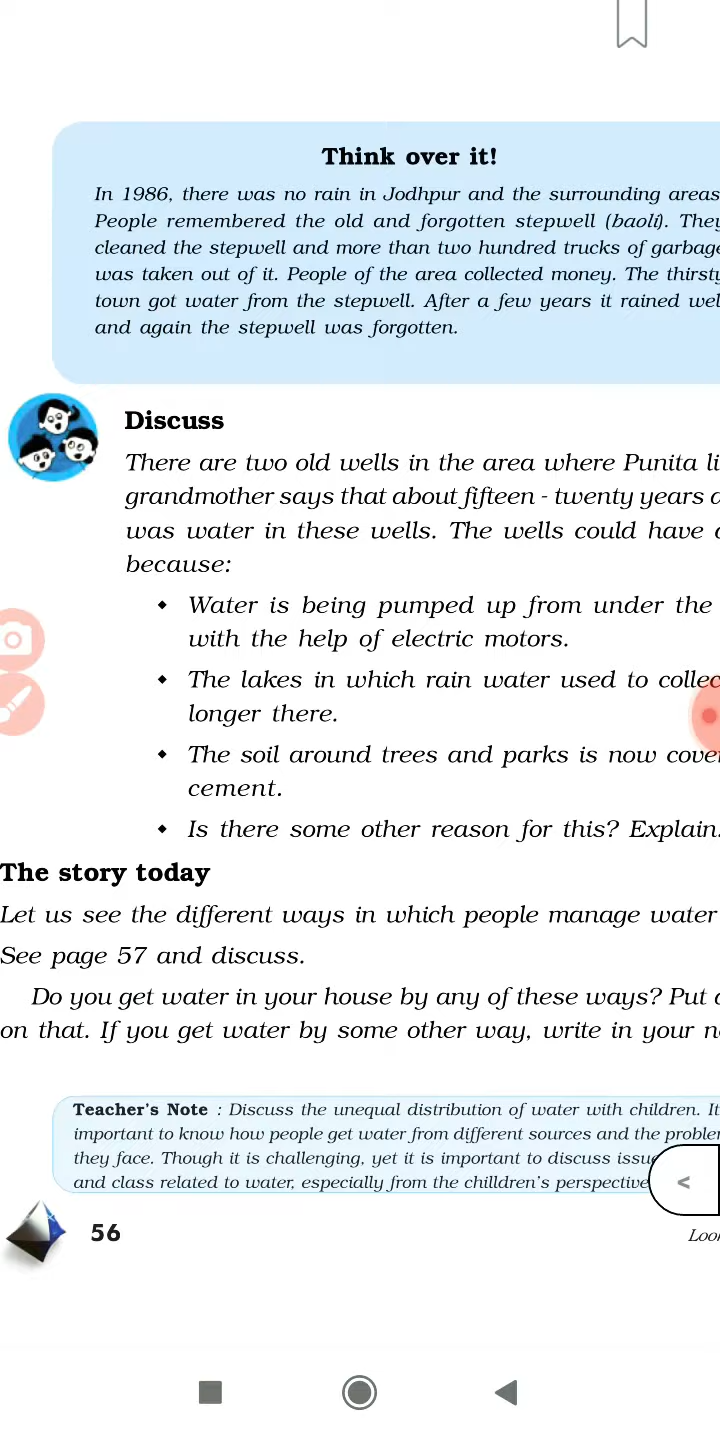 Think over it!
In 1986, there was no rain in Jodhpur and the surrounding areas
People remembered the old and forgotten stepwell (baoli). They
cleaned the stepwell and more than two hundred trucks of garbage
was taken out of it. People of the area collected money. The thirsty
town got water from the stepwell. After a few years it rained wel
and again the stepwell was forgotten.
Discuss
There are two old wells in the area where Punita li
grandmother says that about fifteen - twenty years a
was water in these wells. The wells could have d
because:
◆ Water is being pumped up from under the
with the help of electric motors.
◆ The lakes in which rain water used to collec
longer there.
◆ The soil around trees and parks is now cover
cement.
◆ Is there some other reason for this? Explain.
The story today
Let us see the different ways in which people manage water
See page 57 and discuss.
Do you get water in your house by any of these ways? Put a
on that. If you get water by some other way, write in your no
Teacher's Note : Discuss the unequal distribution of water with children. It
important to know how people get water from different sources and the problem
they face. Though it is challenging, yet it is important to discuss issu
and class related to water, especially from the chilldren's perspective
56
Loo